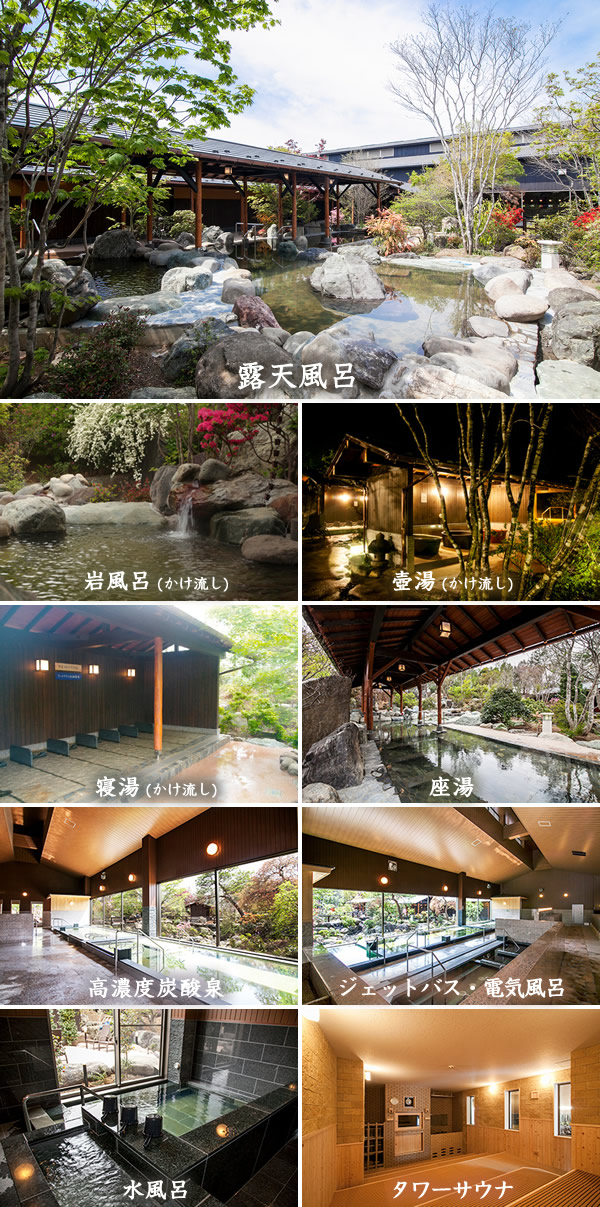 露天風呂
岩風呂 (かけ流し)
壺湯 (かけ流し)
寝湯 (かけ流し)
座湯
高濃度炭酸泉
ジェットバス・電気風呂
水風呂
タワーサウナ